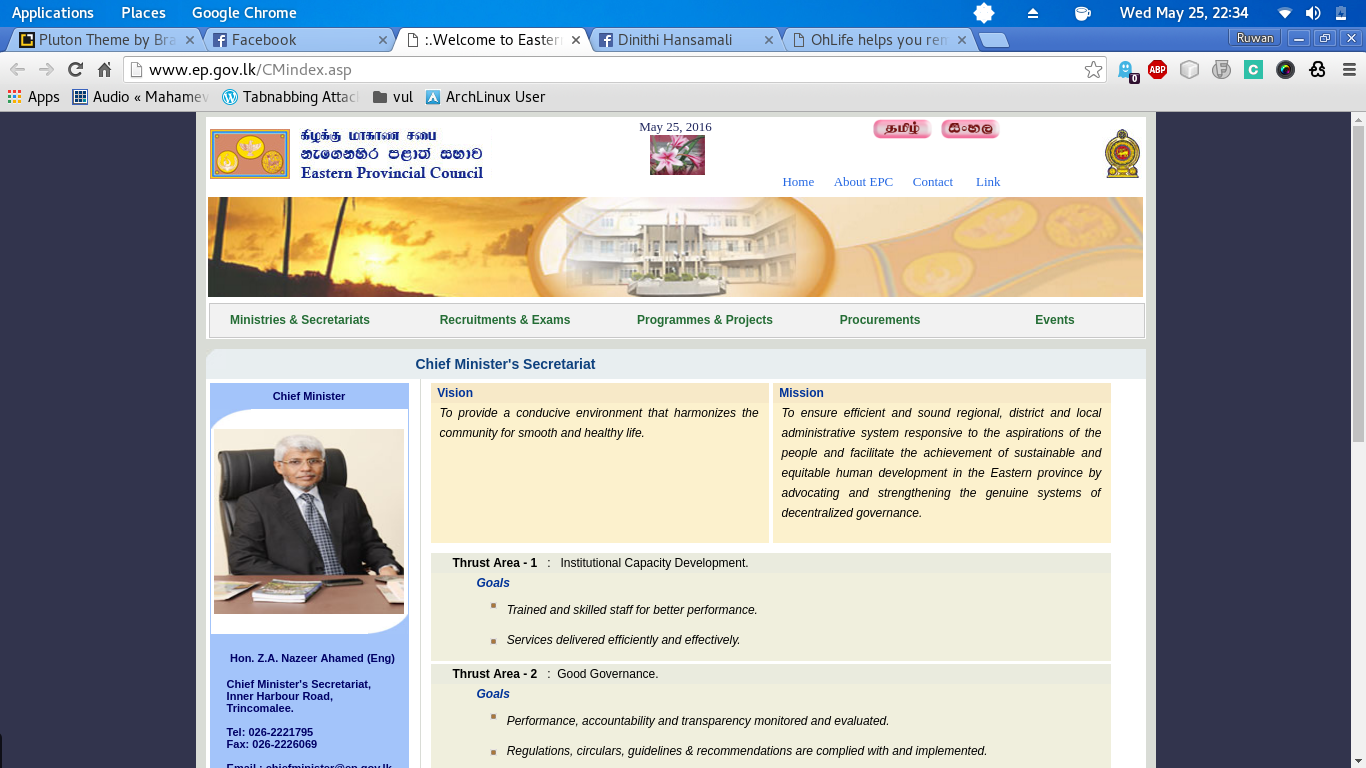 Applications Places Google Chrome Wed May 25, 22:34
Pluton Theme by Bra Facebook :.Welcome to Eastern Dinithi Hansamali OhLife helps you rem Ruwan
www.ep.gov.lk/CMindex.asp ABP 0
Apps Audio « Mahamev Tabnabbing Attac vul ArchLinux User
கிழக்கு மாகாண சபை
නැගෙනහිර පළාත් සභාව
Eastern Provincial Council
May 25, 2016
தமிழ் සිංහල
Home About EPC Contact Link
Ministries & Secretariats Recruitments & Exams Programmes & Projects Procurements Events
Chief Minister's Secretariat
Chief Minister
Hon. Z.A. Nazeer Ahamed (Eng)
Chief Minister's Secretariat,
Inner Harbour Road,
Trincomalee.
Tel: 026-2221795
Fax: 026-2226069
Email : chiefminister@ep.gov.lk
Vision
To provide a conducive environment that harmonizes the
community for smooth and healthy life.
Mission
To ensure efficient and sound regional, district and local
administrative system responsive to the aspirations of the
people and facilitate the achievement of sustainable and
equitable human development in the Eastern province by
advocating and strengthening the genuine systems of
decentralized governance.
Thrust Area - 1 : Institutional Capacity Development.
Goals
Trained and skilled staff for better performance.
Services delivered efficiently and effectively.
Thrust Area - 2 : Good Governance.
Goals
Performance, accountability and transparency monitored and evaluated.
Regulations, circulars, guidelines & recommendations are complied with and implemented.